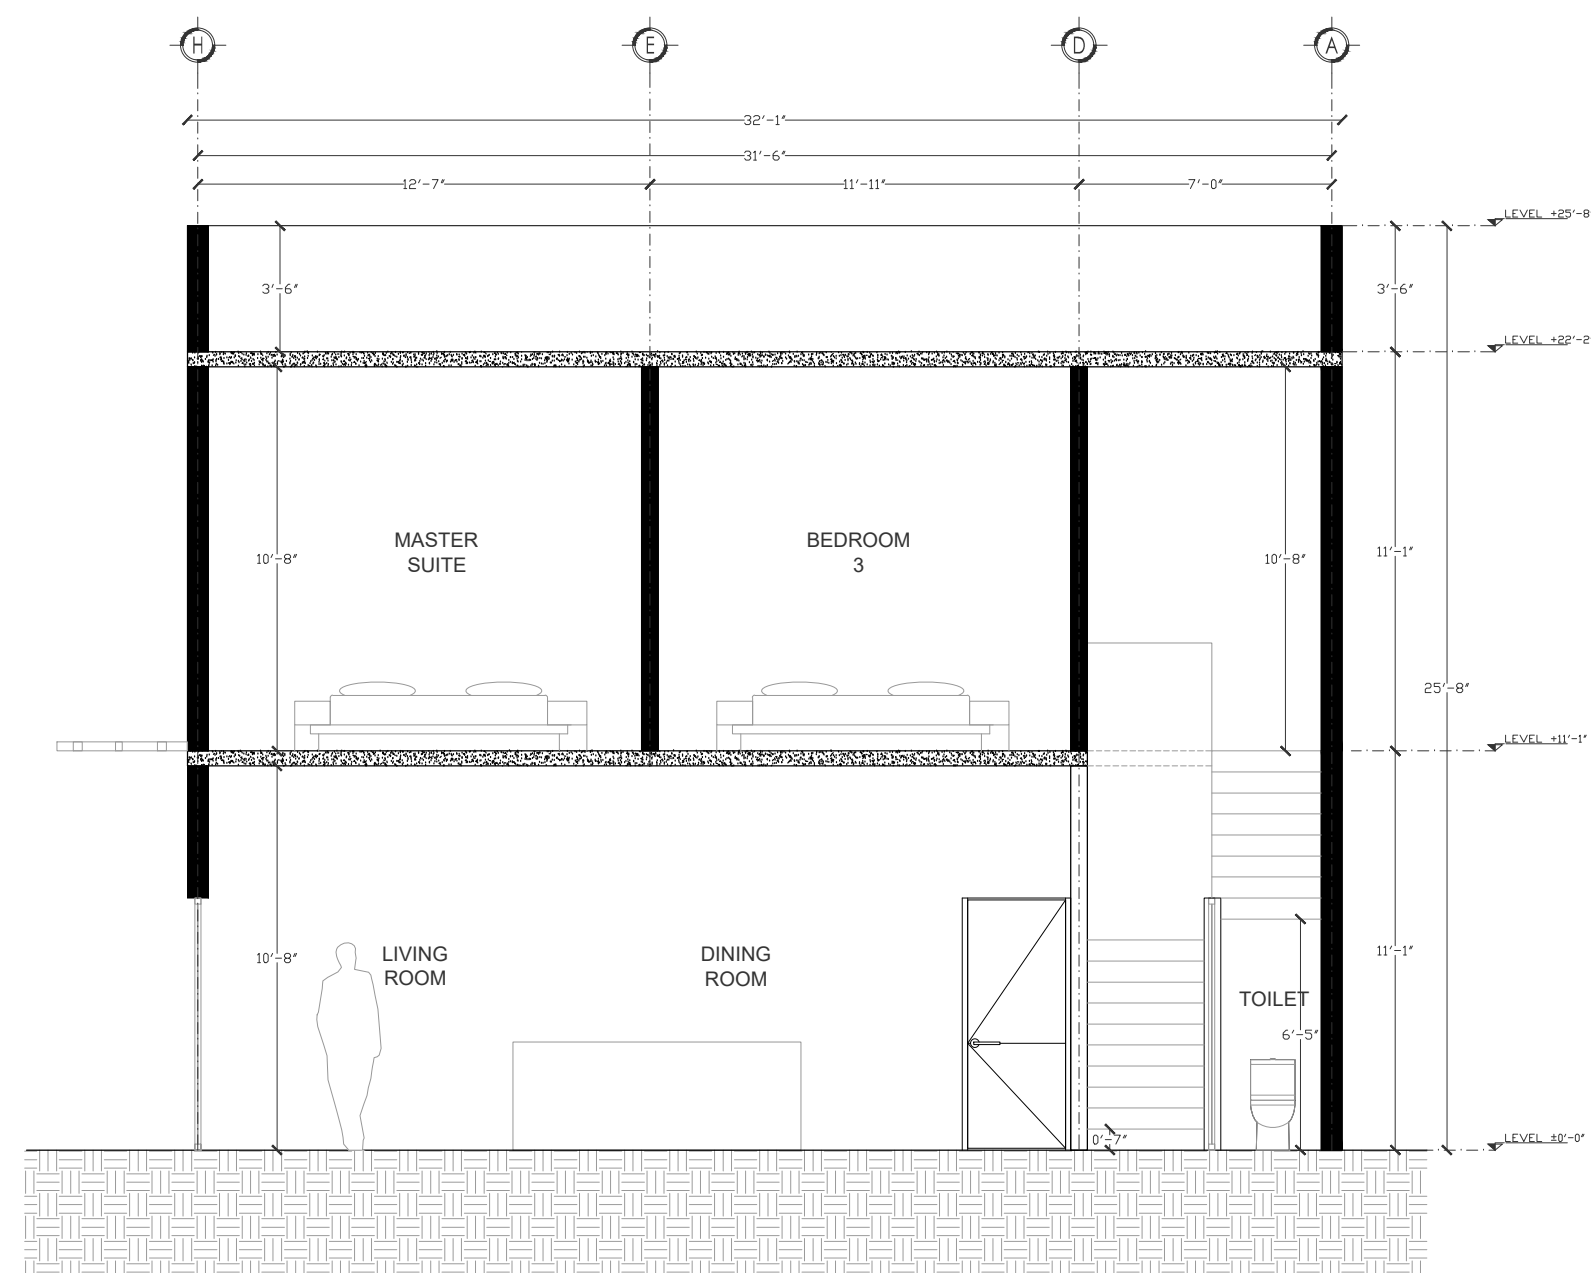 H
E
D
A
32'-1"
31'-6"
12'-7"
11'-11"
7'-0"
LEVEL +25'-8
3'-6"
3'-6"
LEVEL +22'-2
MASTER
SUITE
BEDROOM
3
10'-8"
10'-8"
11'-1"
25'-8"
LEVEL +11'-1"
LIVING
ROOM
DINING
ROOM
10'-8"
11'-1"
TOILET
6'-5"
0'-7"
LEVEL ±0'-0"